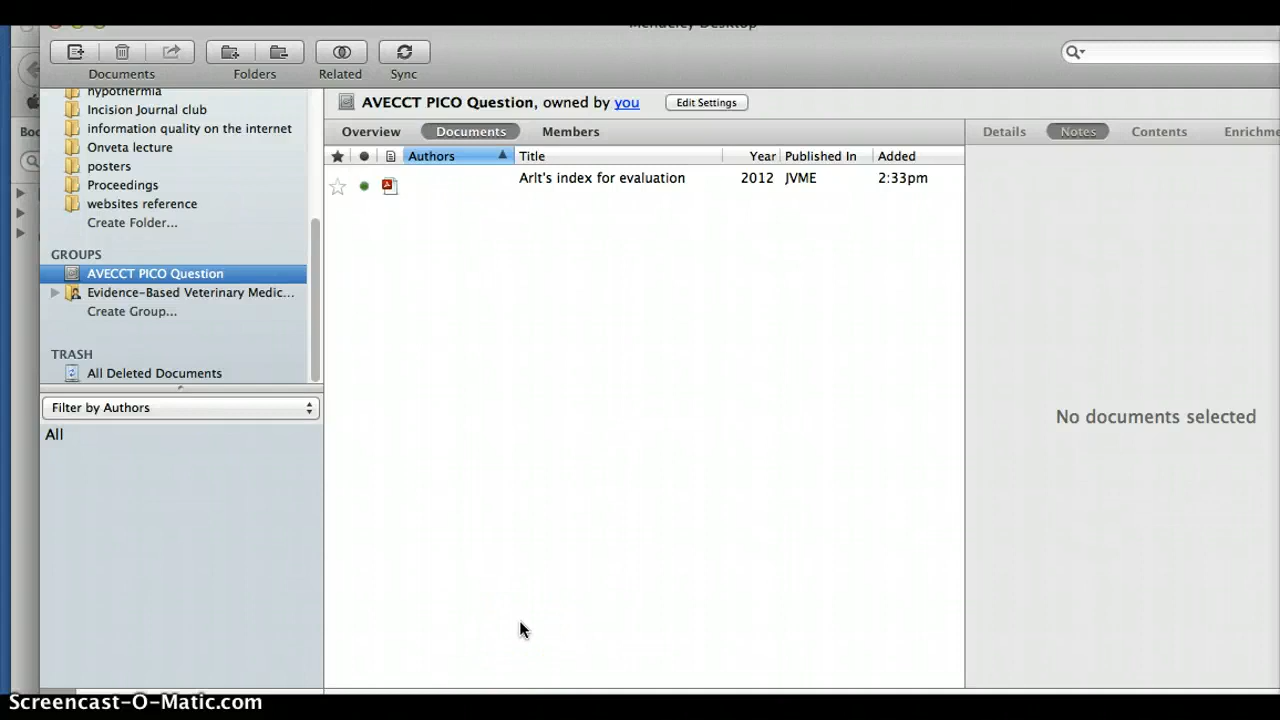 Mendeley Desktop
Documents
Folders
Related
Sync
hypothermia
Incision Journal club
information quality on the internet
Onveta lecture
posters
Proceedings
websites reference
Create Folder...
GROUPS
AVECCT PICO Question
Evidence-Based Veterinary Medic...
Create Group...
TRASH
All Deleted Documents
Filter by Authors
All
AVECCT PICO Question, owned by you
Edit Settings
Overview
Documents
Members
Authors
Title
Year
Published In
Added
Arlt's index for evaluation
2012
JVME
2:33pm
Details
Notes
Contents
No documents selected
Screencast-O-Matic.com